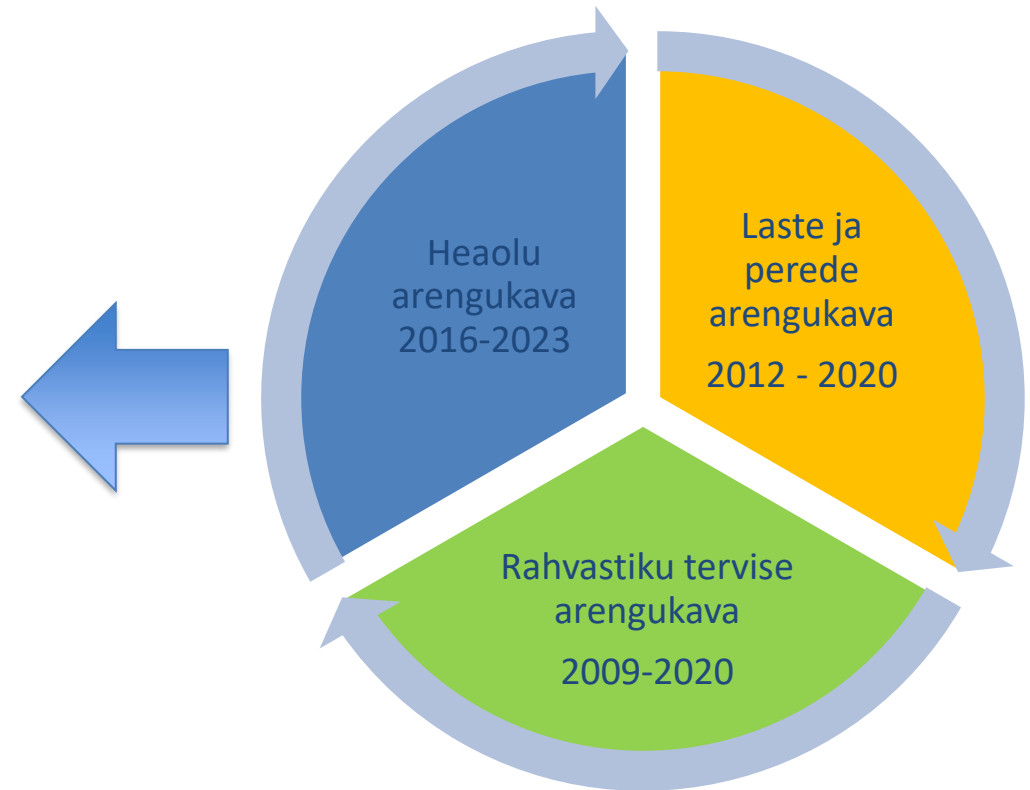 Heaolu
arengukava
2016-2023
Laste ja
perede
arengukava
2012 - 2020
Rahvastiku tervise
arengukava
2009-2020